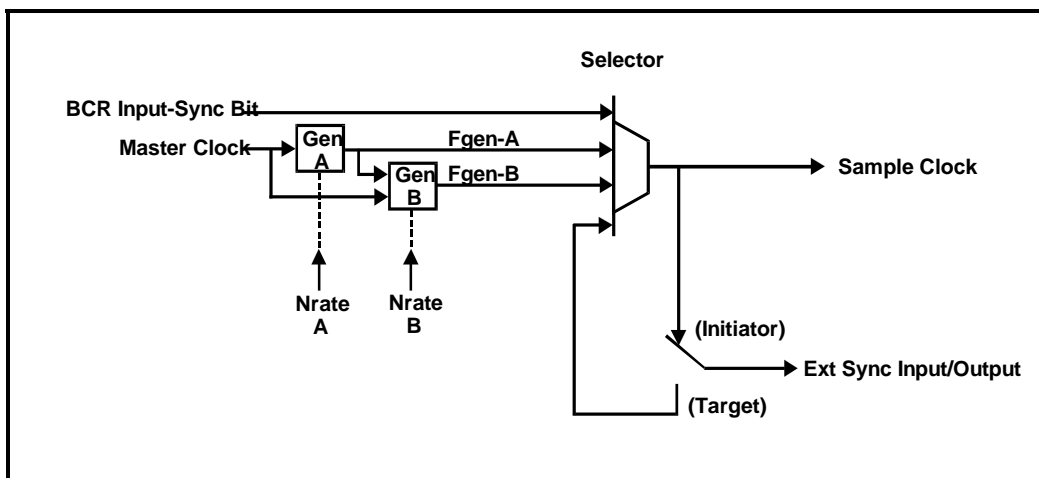 Selector
BCR Input-Sync Bit
Master Clock
Gen
A
Fgen-A
Gen
B
Fgen-B
Sample Clock
Nrate
A
Nrate
B
(Initiator)
Ext Sync Input/Output
(Target)